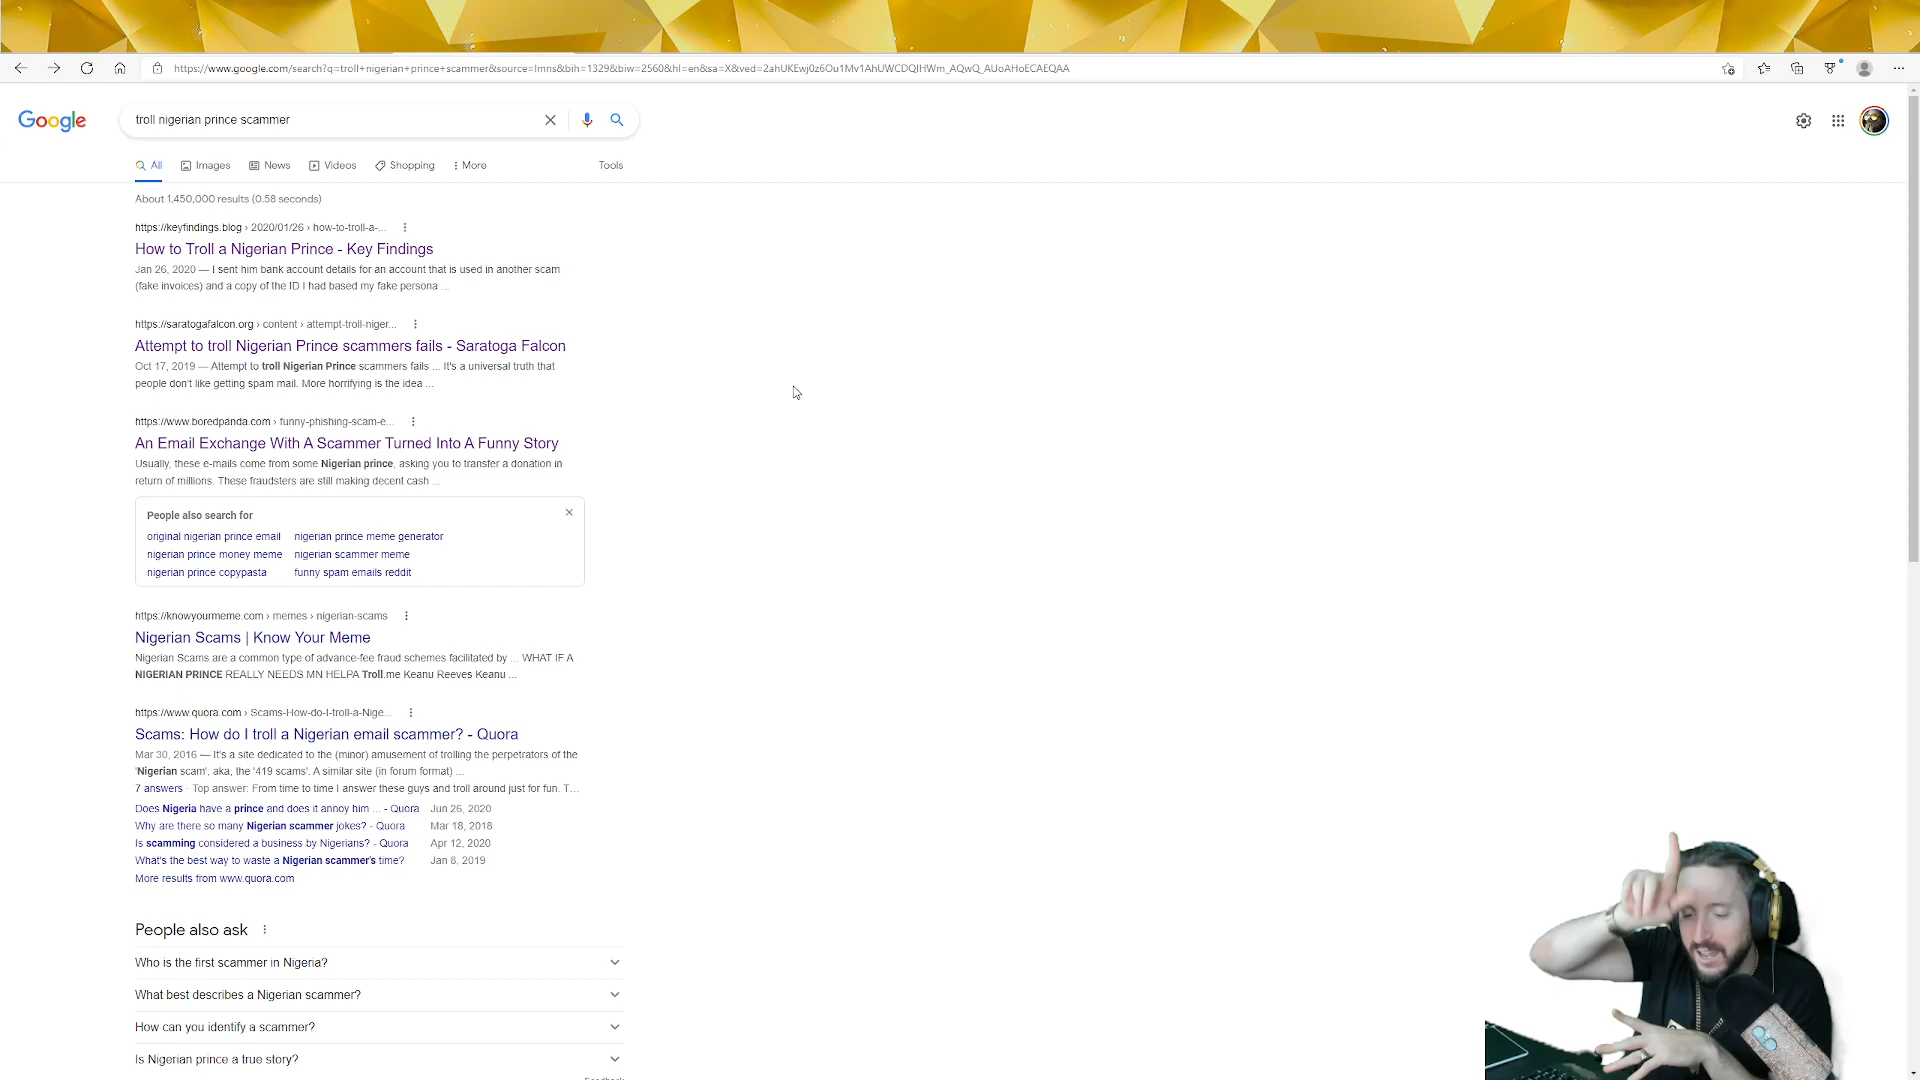 https://www.google.com/search?q=troll+nigerian+prince+scammer&source=lmns&bih=1329&biw=2560&hl=en&sa=X&ved=2ahUKEwj0z6Ou1Mv1AhUWCDQIHWm_AQwQ_AUoAHoECAEQAA
Google
troll nigerian prince scammer
All Images News Videos Shopping More Tools
About 1,450,000 results (0.58 seconds)
https://keyfindings.blog › 2020/01/26 › how-to-troll-a-...
How to Troll a Nigerian Prince - Key Findings
Jan 26, 2020 — I sent him bank account details for an account that is used in another scam
(fake invoices) and a copy of the ID I had based my fake persona ...
https://saratogafalcon.org › content › attempt-troll-niger...
Attempt to troll Nigerian Prince scammers fails - Saratoga Falcon
Oct 17, 2019 — Attempt to troll Nigerian Prince scammers fails ... It's a universal truth that
people don't like getting spam mail. More horrifying is the idea ...
https://www.boredpanda.com › funny-phishing-scam-e...
An Email Exchange With A Scammer Turned Into A Funny Story
Usually, these e-mails come from some Nigerian prince, asking you to transfer a donation in
return of millions. These fraudsters are still making decent cash ...
People also search for
original nigerian prince email nigerian prince meme generator
nigerian prince money meme nigerian scammer meme
nigerian prince copypasta funny spam emails reddit
https://knowyourmeme.com › memes › nigerian-scams
Nigerian Scams | Know Your Meme
Nigerian Scams are a common type of advance-fee fraud schemes facilitated by ... WHAT IF A
NIGERIAN PRINCE REALLY NEEDS MN HELPA Troll.me Keanu Reeves Keanu ...
https://www.quora.com › Scams-How-do-I-troll-a-Nige...
Scams: How do I troll a Nigerian email scammer? - Quora
Mar 30, 2016 — It's a site dedicated to the (minor) amusement of trolling the perpetrators of the
'Nigerian scam', aka, the '419 scams'. A similar site (in forum format) ...
7 answers · Top answer: From time to time I answer these guys and troll around just for fun. T...
Does Nigeria have a prince and does it annoy him ... - Quora Jun 26, 2020
Why are there so many Nigerian scammer jokes? - Quora Mar 18, 2018
Is scamming considered a business by Nigerians? - Quora Apr 12, 2020
What's the best way to waste a Nigerian scammer's time? Jan 8, 2019
More results from www.quora.com
People also ask
Who is the first scammer in Nigeria?
What best describes a Nigerian scammer?
How can you identify a scammer?
Is Nigerian prince a true story?
Feedback